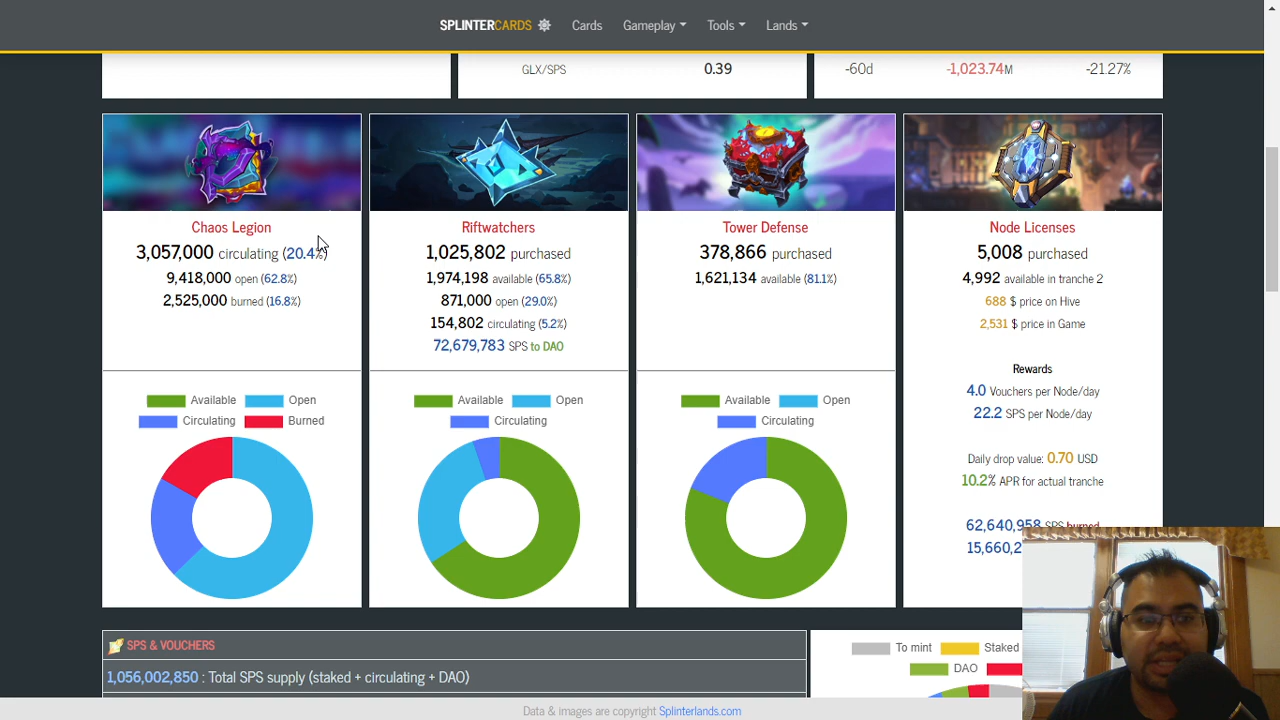 SPLINTERCARDS Cards Gameplay Tools Lands
GLX/SPS 0.39
-60d -1,023.74M -21.27%
Chaos Legion
3,057,000 circulating (20.4%)
9,418,000 open (62.8%)
2,525,000 burned (16.8%)
Available Open
Circulating Burned
Riftwatchers
1,025,802 purchased
1,974,198 available (65.8%)
871,000 open (29.0%)
154,802 circulating (5.2%)
72,679,783 SPS to DAO
Available Open
Circulating
Tower Defense
378,866 purchased
1,621,134 available (81.1%)
Available Open
Circulating
Node Licenses
5,008 purchased
4,992 available in tranche 2
688 $ price on Hive
2,531 $ price in Game
Rewards
4.0 Vouchers per Node/day
22.2 SPS per Node/day
Daily drop value: 0.70 USD
10.2% APR for actual tranche
62,640,958 SPS burned
15,660,2
SPS & VOUCHERS
1,056,002,850 : Total SPS supply (staked + circulating + DAO)
To mint Staked
DAO
Data & images are copyright Splinterlands.com